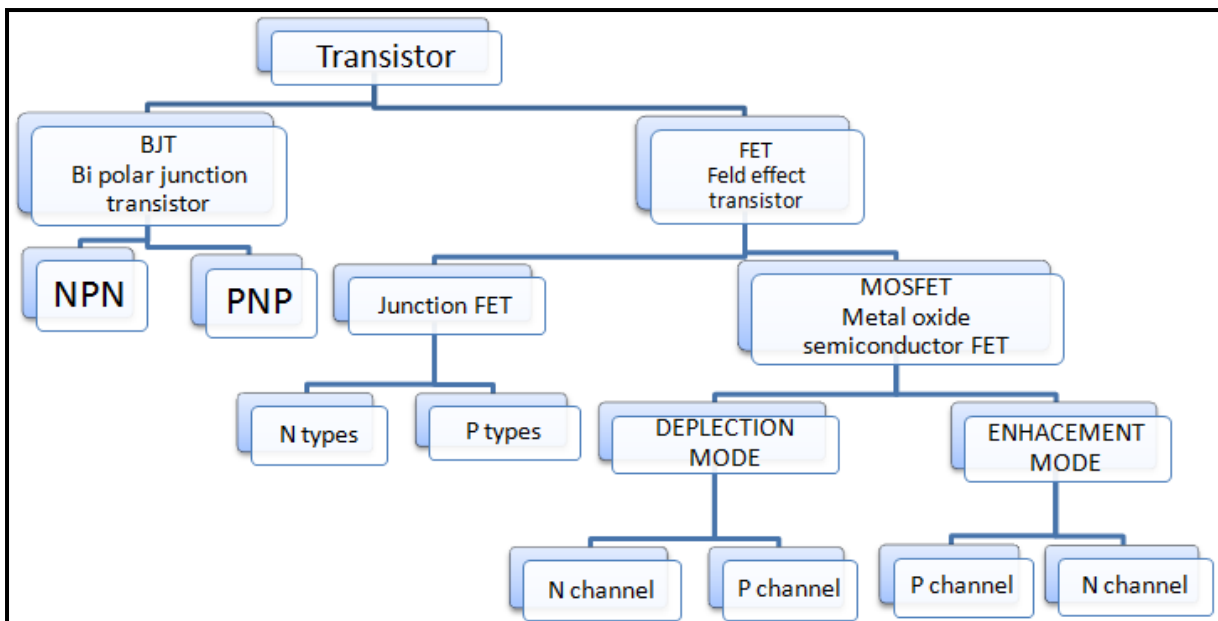 Transistor
BJT
Bi polar junction
transistor
FET
Feld effect
transistor
NPN
PNP
Junction FET
MOSFET
Metal oxide
semiconductor FET
N types
P types
DEPLECTION
MODE
ENHACEMENT
MODE
N channel
P channel
P channel
N channel